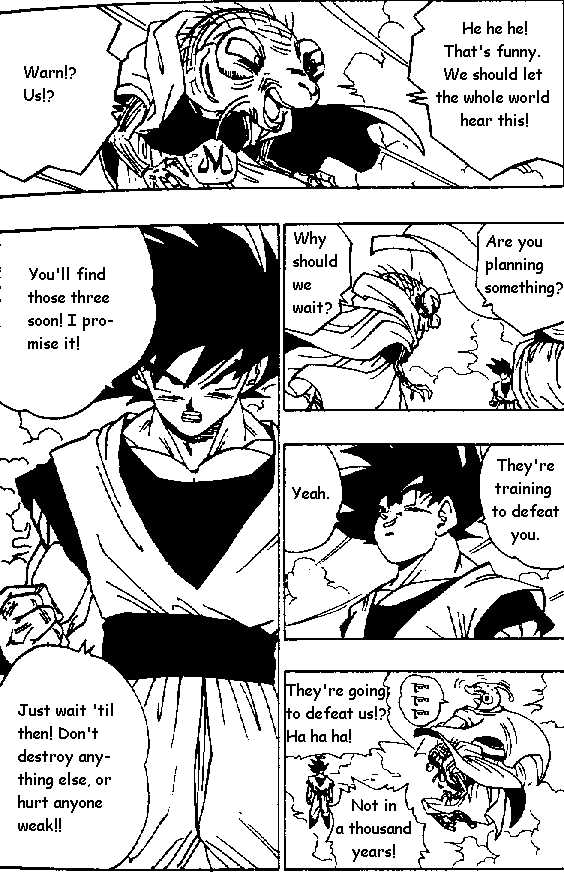 Warn!?
Us!?
He he he!
That's funny.
We should let
the whole world
hear this!
You'll find
those three
soon! I pro-
mise it!
Just wait 'til
then! Don't
destroy any-
thing else, or
hurt anyone
weak!!
Why
should
we
wait?
Are you
planning
something?
Yeah.
They're
training
to defeat
you.
They're going
to defeat us!?
Ha ha ha!
Not in
a thousand
years!